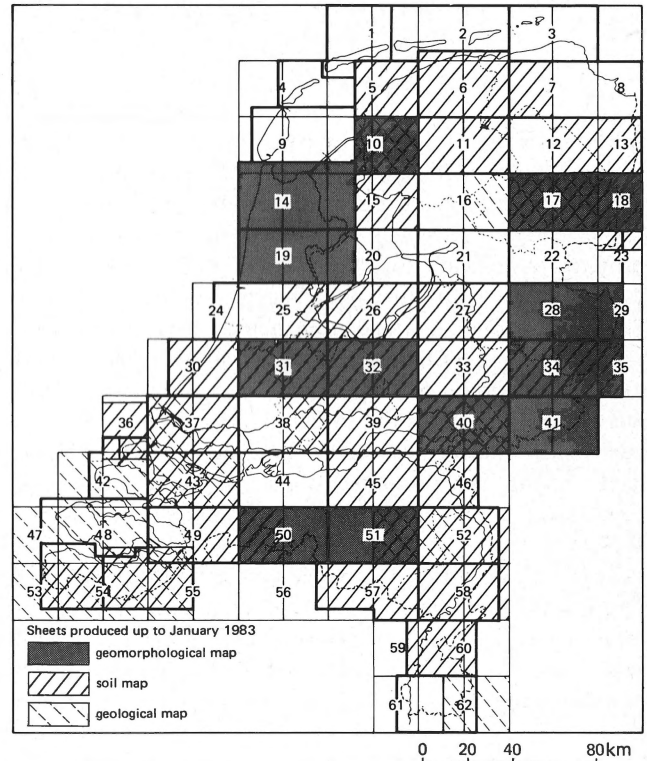 1 2 3
4 5 6 7 8
9 10 11 12 13
14 15 16 17 18
19 20 21 22 23
24 25 26 27 28 29
30 31 32 33 34 35
36 37 38 39 40 41
42 43 44 45 46
47 48 49 50 51 52
53 54 55 56 57 58
Sheets produced up to January 1983
geomorphological map
soil map
geological map
59 60
61 62
0 20 40 80km